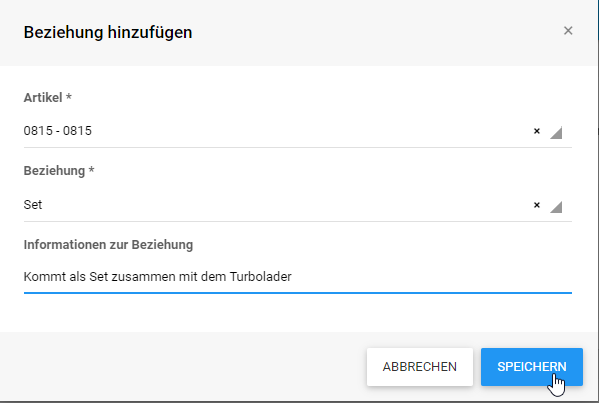 Beziehung hinzufügen
×
Artikel *
0815 - 0815 ×
Beziehung *
Set ×
Informationen zur Beziehung
Kommt als Set zusammen mit dem Turbolader
ABBRECHEN SPEICHERN